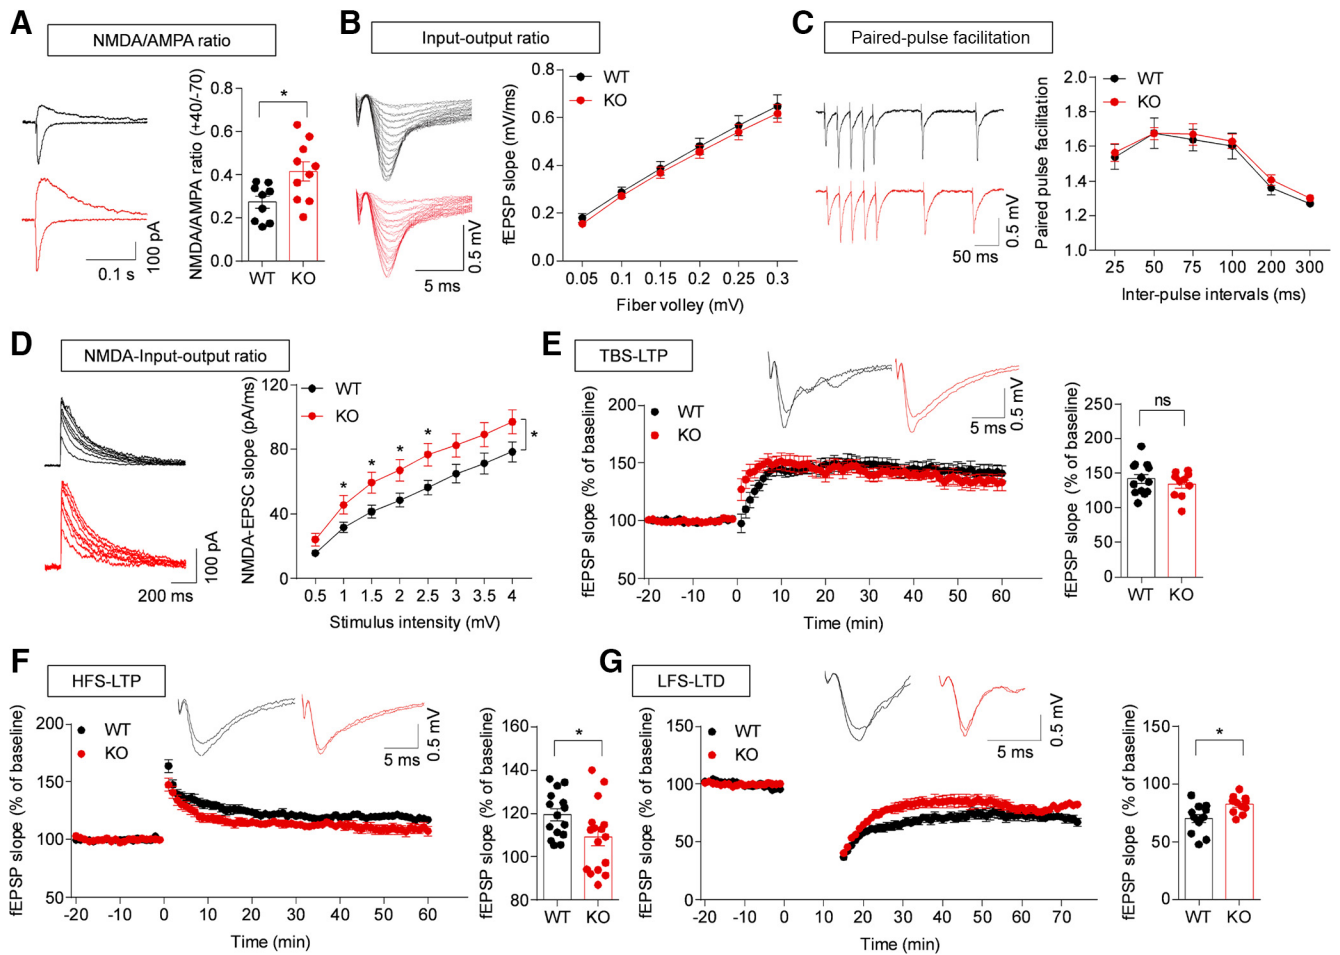 A
NMDA/AMPA ratio
0.1 s
100 pA
NMDA/AMPA ratio (+40/-70)
0.8
0.6
0.4
0.2
0.0
*
WT
KO
B
Input-output ratio
5 ms
0.5 mV
fEPSP slope (mV/ms)
0.8
0.6
0.4
0.2
0.0
WT
KO
0.05 0.1 0.15 0.2 0.25 0.3
Fiber volley (mV)
C
Paired-pulse facilitation
50 ms
0.5 mV
Paired pulse facilitation
2.0
1.8
1.6
1.4
1.2
1.0
WT
KO
25 50 75 100 200 300
Inter-pulse intervals (ms)
D
NMDA-Input-output ratio
200 ms
100 pA
NMDA-EPSC slope (pA/ms)
120
80
40
0
WT
KO
* * * *
*
0.5 1 1.5 2 2.5 3 3.5 4
Stimulus intensity (mV)
E
TBS-LTP
5 ms
0.5 mV
fEPSP slope (% of baseline)
200
150
100
50
WT
KO
-20 -10 0 10 20 30 40 50 60
Time (min)
fEPSP slope (% of baseline)
250
200
150
100
50
0
ns
WT KO
F
HFS-LTP
5 ms
0.5 mV
fEPSP slope (% of baseline)
200
150
100
50
WT
KO
-20 -10 0 10 20 30 40 50 60
Time (min)
fEPSP slope (% of baseline)
160
140
120
100
80
*
WT KO
G
LFS-LTD
5 ms
0.5 mV
fEPSP slope (% of baseline)
150
100
50
0
WT
KO
-20 -10 0 10 20 30 40 50 60 70
Time (min)
fEPSP slope (% of baseline)
150
100
50
0
*
WT KO